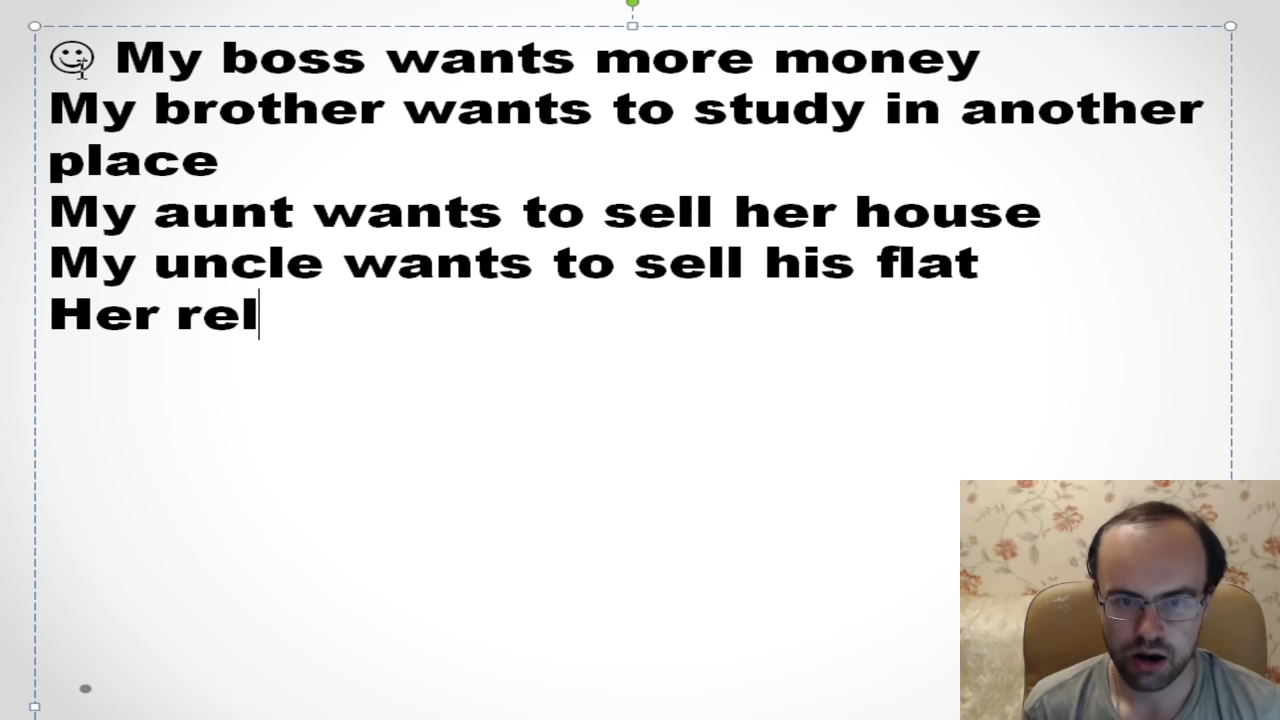 My boss wants more money
My brother wants to study in another
place
My aunt wants to sell her house
My uncle wants to sell his flat
Her rel